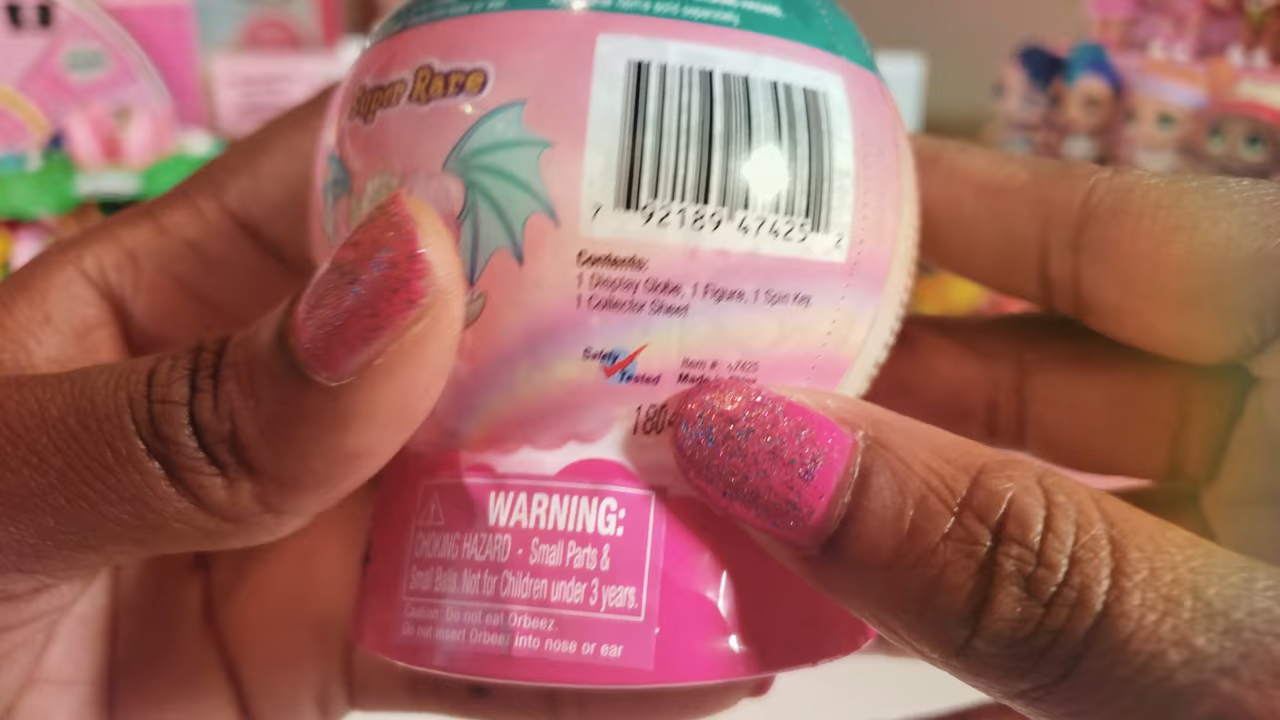 Super Rare
7 92189 47425 2
Contents:
1 Display Globe, 1 Figure, 1 Spin Key,
1 Collector Sheet
Safety
Tested
Item #: 47425
Made
180
WARNING:
CHOKING HAZARD - Small Parts &
Small Balls. Not for Children under 3 years.
Caution: Do not eat Orbeez.
Do not insert Orbeez into nose or ear